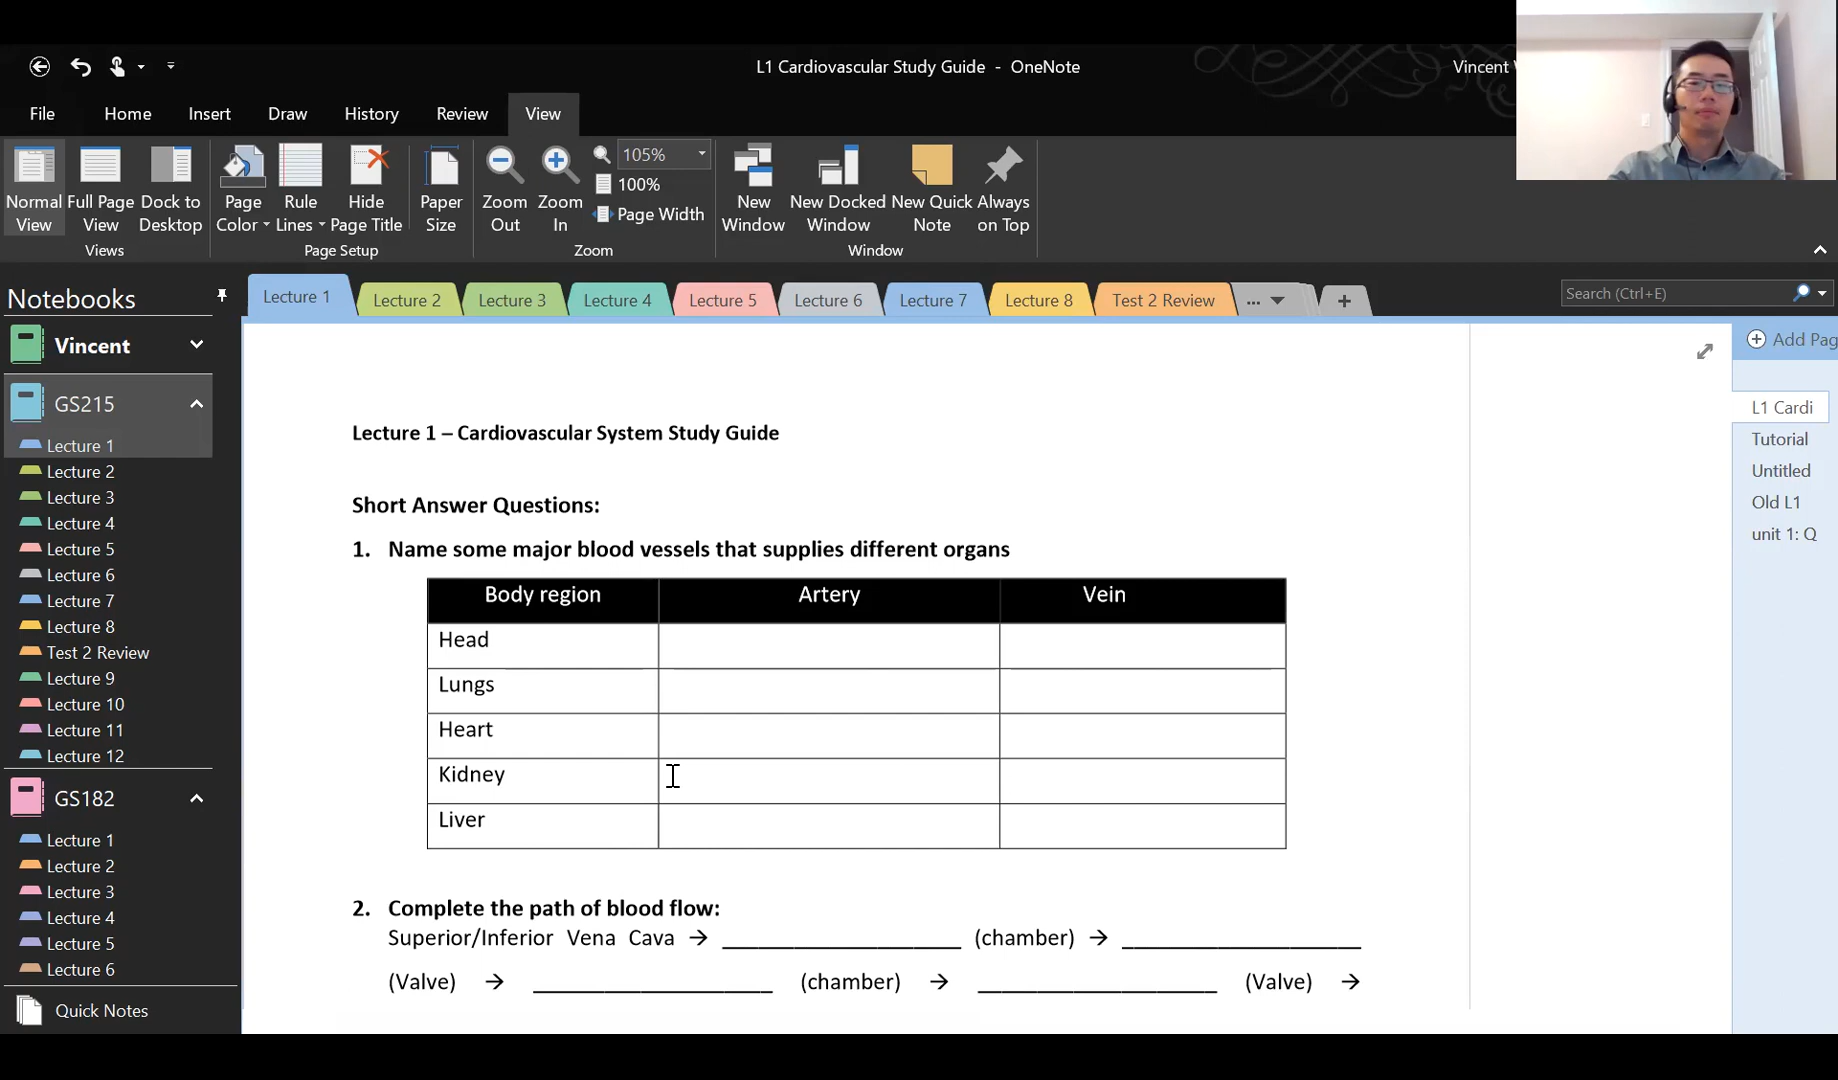 L1 Cardiovascular Study Guide - OneNote
Vincent
File Home Insert Draw History Review View
105%
100%
Page Width
Normal View
Full Page View
Dock to Desktop
Page Color
Rule Lines
Hide Page Title
Paper Size
Zoom Out
Zoom In
New Window
New Docked Window
New Quick Note
Always on Top
Views Page Setup Zoom Window
Notebooks
Lecture 1 Lecture 2 Lecture 3 Lecture 4 Lecture 5 Lecture 6 Lecture 7 Lecture 8 Test 2 Review ...
Search (Ctrl+E)
Vincent
GS215
Lecture 1
Lecture 2
Lecture 3
Lecture 4
Lecture 5
Lecture 6
Lecture 7
Lecture 8
Test 2 Review
Lecture 9
Lecture 10
Lecture 11
Lecture 12
GS182
Lecture 1
Lecture 2
Lecture 3
Lecture 4
Lecture 5
Lecture 6
Quick Notes
Lecture 1 – Cardiovascular System Study Guide
Short Answer Questions:
1. Name some major blood vessels that supplies different organs
Body region Artery Vein
Head
Lungs
Heart
Kidney
Liver
2. Complete the path of blood flow:
Superior/Inferior Vena Cava → ____________________ (chamber) → ____________________
(Valve) → ____________________ (chamber) → ____________________ (Valve) →
Add Pag
L1 Cardi
Tutorial
Untitled
Old L1
unit 1: Q